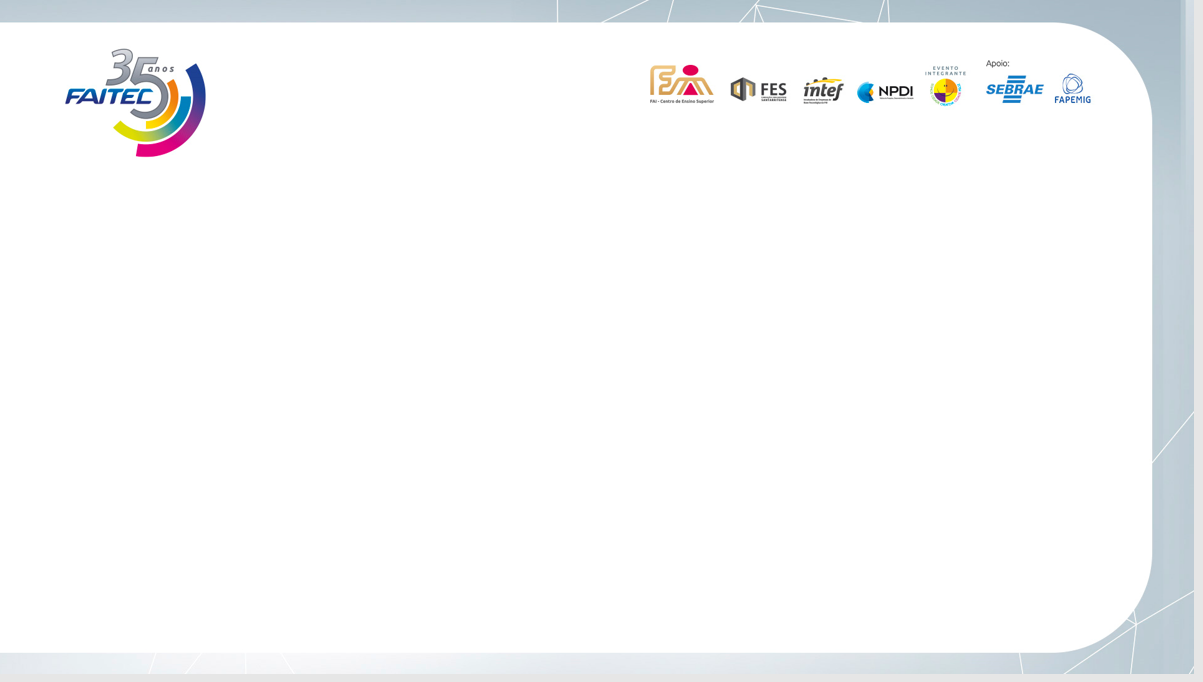 35
anos
FAITEC
FAI - Centro de Ensino Superior
FES
intef
NPDI
EVENTO
INTEGRANTE
Apoio:
SEBRAE
FAPEMIG